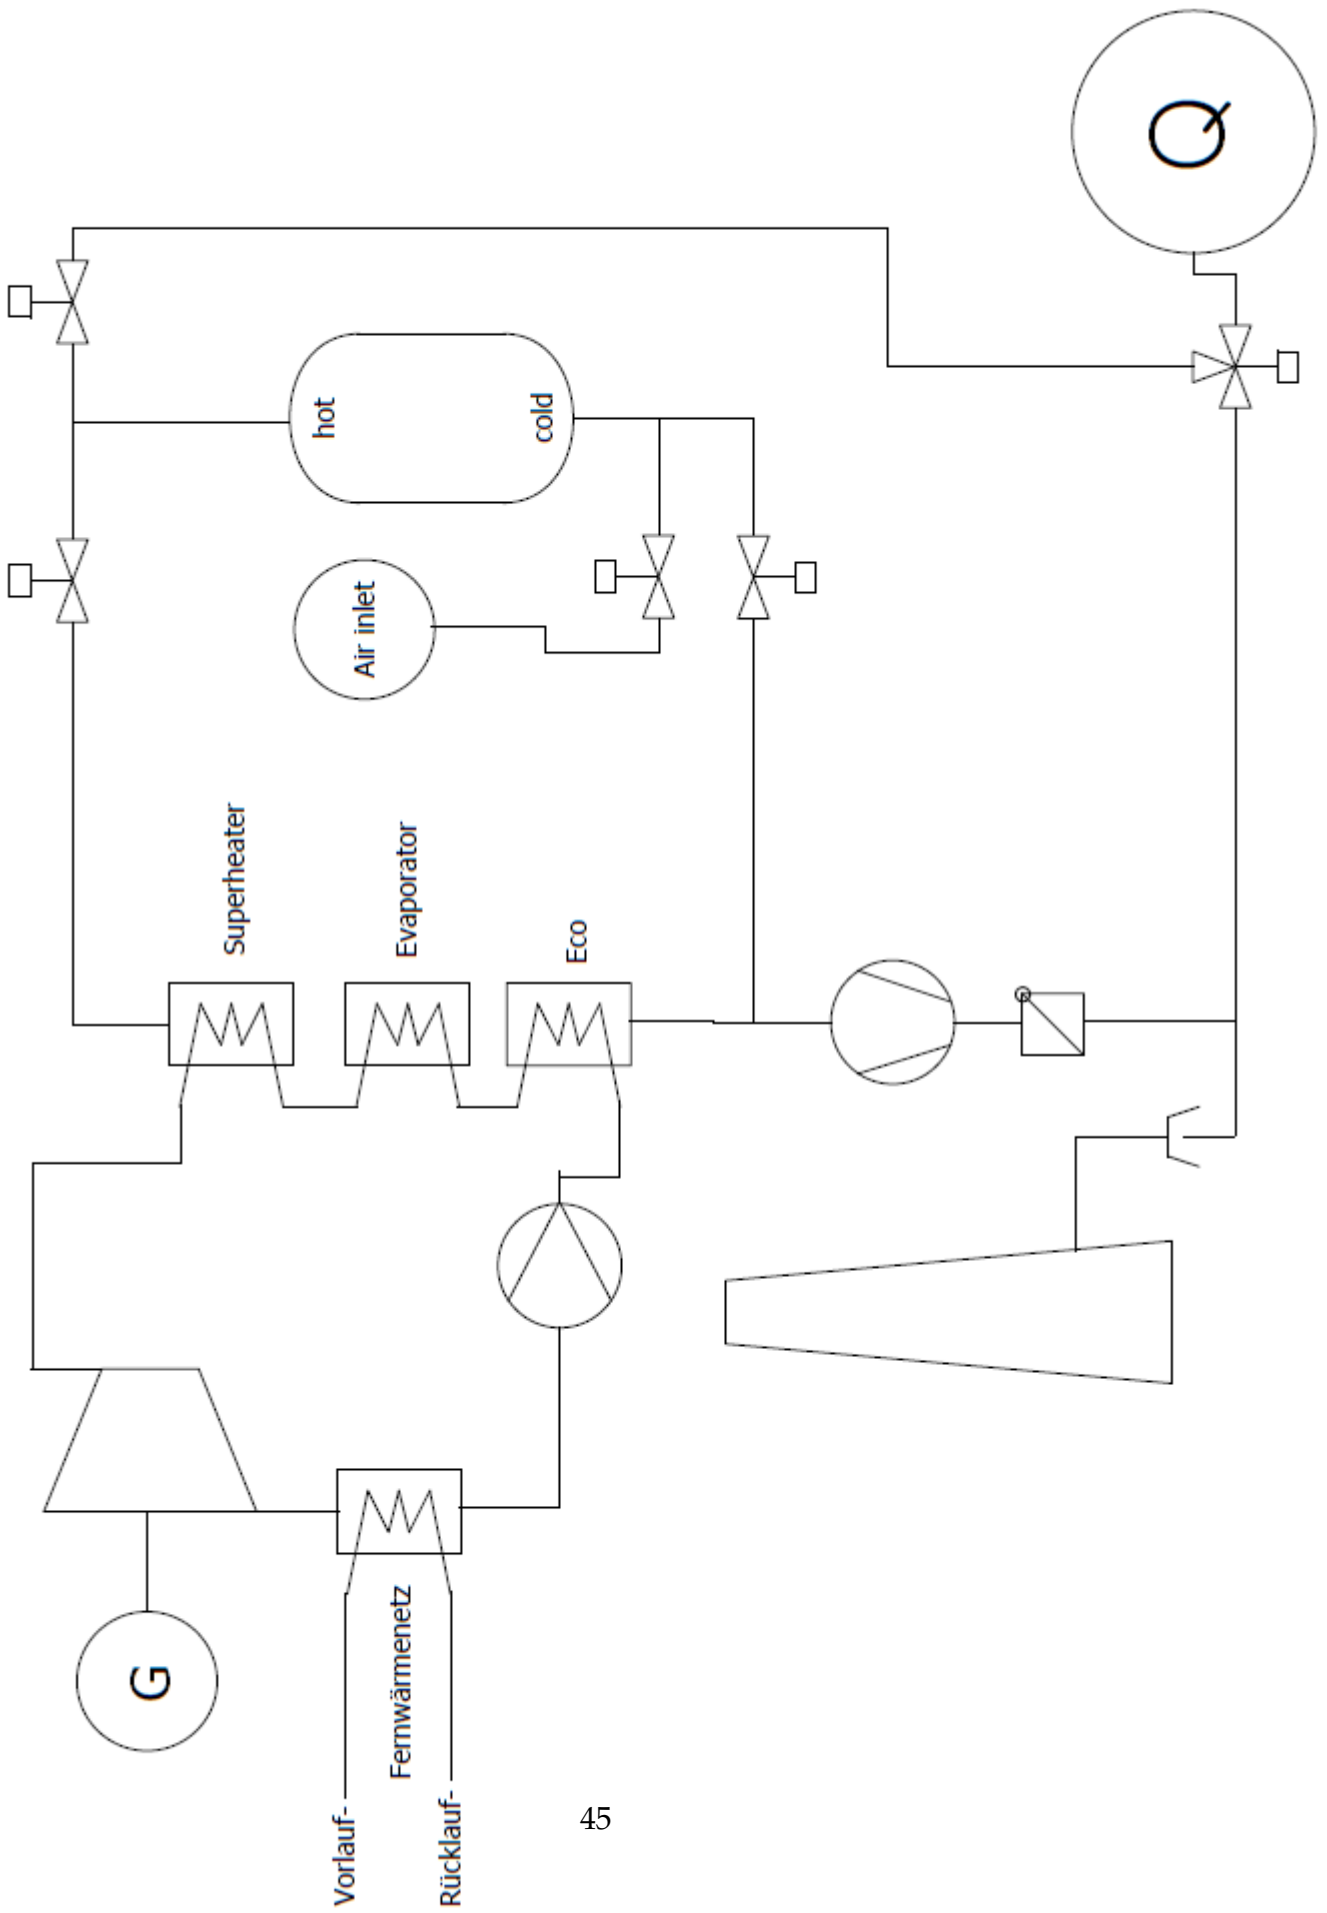 Q
hot
cold
Air inlet
Superheater
Evaporator
Eco
G
Fernwärmenetz
Vorlauf-
Rücklauf-
45